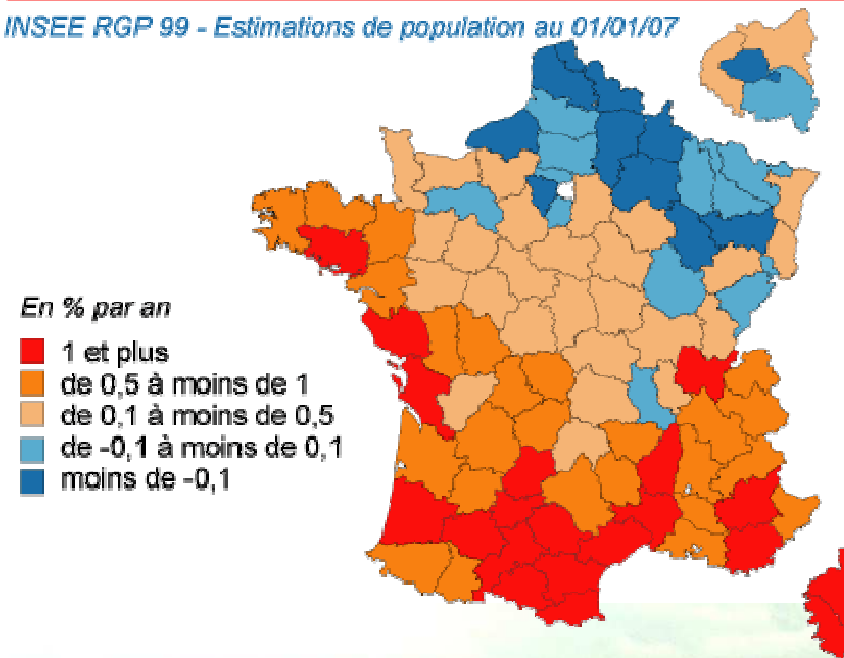 INSEE RGP 99 - Estimations de population au 01/01/07
En % par an
1 et plus
de 0,5 à moins de 1
de 0,1 à moins de 0,5
de -0,1 à moins de 0,1
moins de -0,1